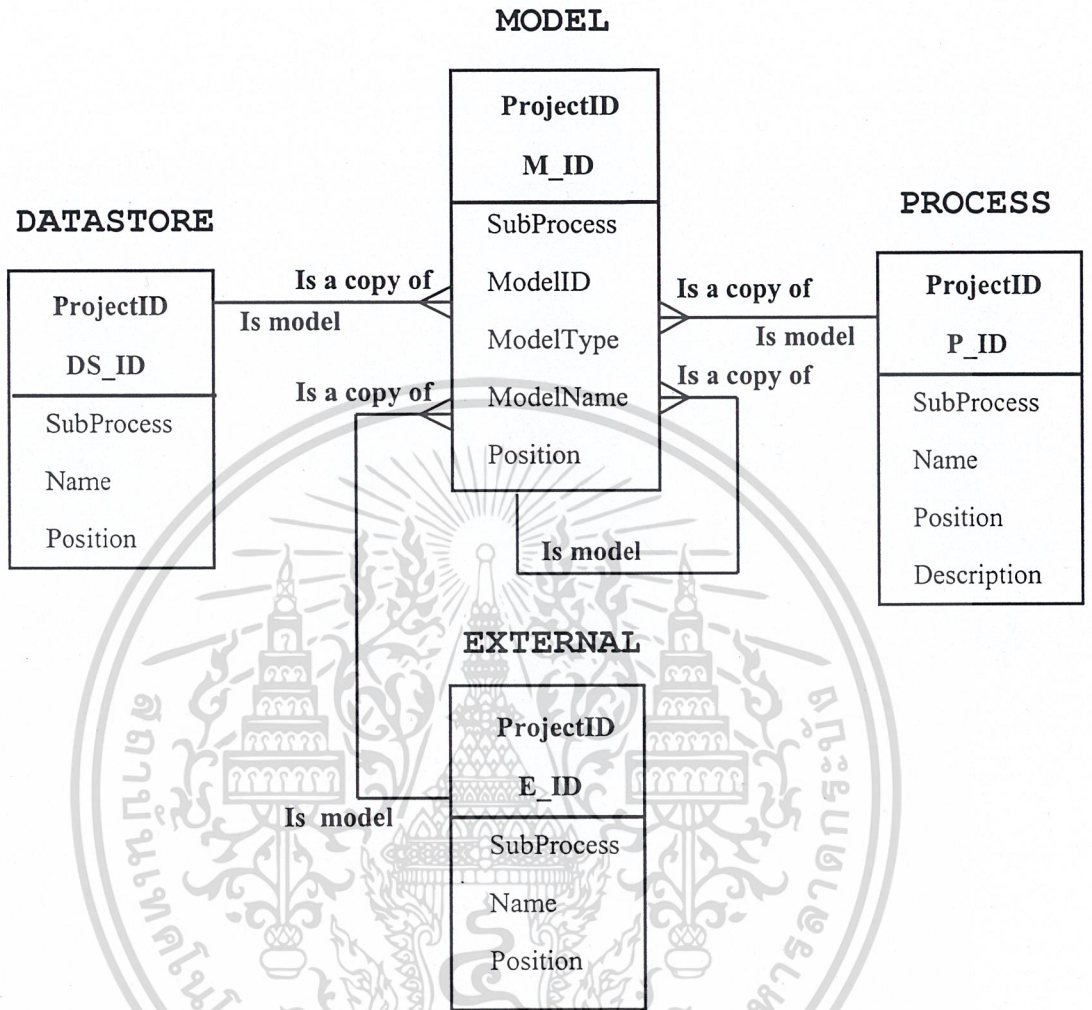 MODEL
ProjectID
M_ID
SubProcess
ModelID
ModelType
ModelName
Position
DATASTORE
ProjectID
DS_ID
SubProcess
Name
Position
Is a copy of
Is model
Is a copy of
PROCESS
ProjectID
P_ID
SubProcess
Name
Position
Description
Is a copy of
Is model
Is a copy of
Is model
EXTERNAL
ProjectID
E_ID
SubProcess
Name
Position
Is model